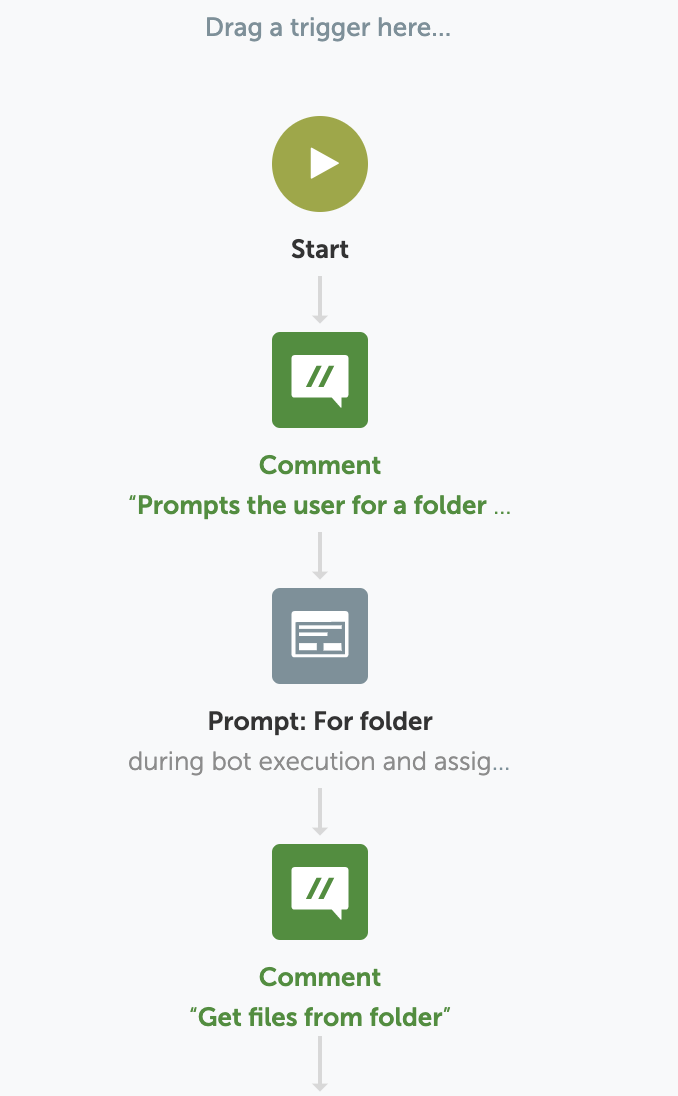 Drag a trigger here...
Start
//
Comment
“Prompts the user for a folder ...
Prompt: For folder
during bot execution and assig...
//
Comment
“Get files from folder”